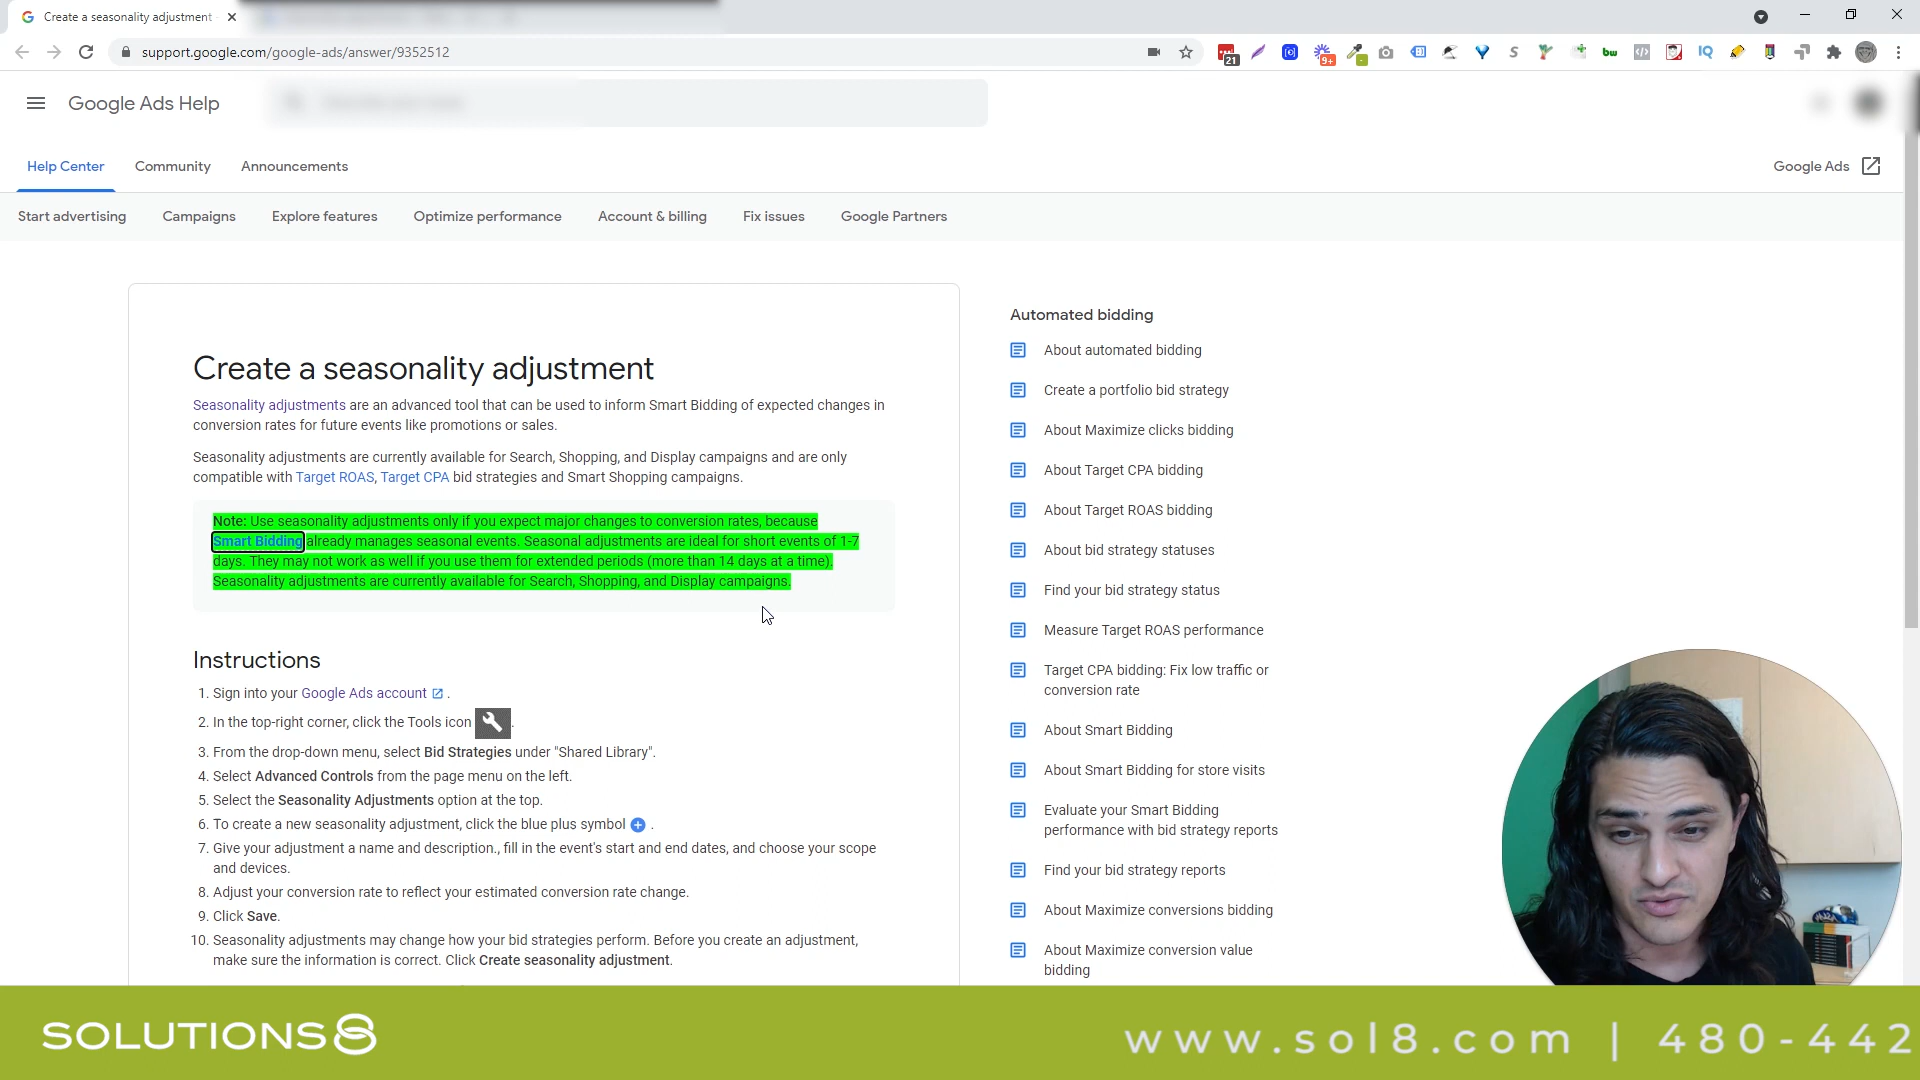 Create a seasonality adjustment
support.google.com/google-ads/answer/9352512
21
9+
S
bw
IQ
Google Ads Help
Help Center
Community
Announcements
Google Ads
Start advertising
Campaigns
Explore features
Optimize performance
Account & billing
Fix issues
Google Partners
Create a seasonality adjustment
Seasonality adjustments are an advanced tool that can be used to inform Smart Bidding of expected changes in
conversion rates for future events like promotions or sales.
Seasonality adjustments are currently available for Search, Shopping, and Display campaigns and are only
compatible with Target ROAS, Target CPA bid strategies and Smart Shopping campaigns.
Note: Use seasonality adjustments only if you expect major changes to conversion rates, because
Smart Bidding already manages seasonal events. Seasonal adjustments are ideal for short events of 1-7
days. They may not work as well if you use them for extended periods (more than 14 days at a time).
Seasonality adjustments are currently available for Search, Shopping, and Display campaigns.
Instructions
1. Sign into your Google Ads account .
2. In the top-right corner, click the Tools icon .
3. From the drop-down menu, select Bid Strategies under "Shared Library".
4. Select Advanced Controls from the page menu on the left.
5. Select the Seasonality Adjustments option at the top.
6. To create a new seasonality adjustment, click the blue plus symbol .
7. Give your adjustment a name and description., fill in the event's start and end dates, and choose your scope
and devices.
8. Adjust your conversion rate to reflect your estimated conversion rate change.
9. Click Save.
10. Seasonality adjustments may change how your bid strategies perform. Before you create an adjustment,
make sure the information is correct. Click Create seasonality adjustment.
Automated bidding
About automated bidding
Create a portfolio bid strategy
About Maximize clicks bidding
About Target CPA bidding
About Target ROAS bidding
About bid strategy statuses
Find your bid strategy status
Measure Target ROAS performance
Target CPA bidding: Fix low traffic or
conversion rate
About Smart Bidding
About Smart Bidding for store visits
Evaluate your Smart Bidding
performance with bid strategy reports
Find your bid strategy reports
About Maximize conversions bidding
About Maximize conversion value
bidding
SOLUTIONS8
www.sol8.com | 480-442